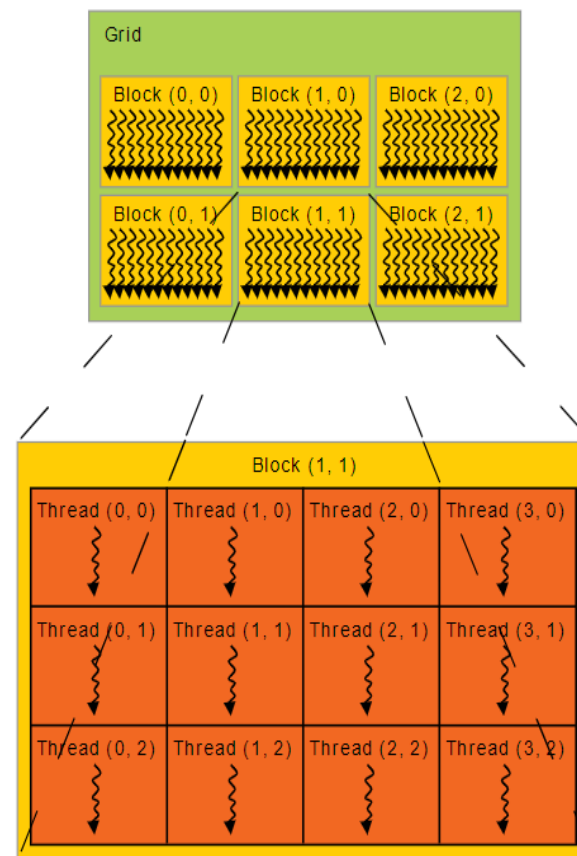 Grid
Block (0, 0) Block (1, 0) Block (2, 0)
Block (0, 1) Block (1, 1) Block (2, 1)
Block (1, 1)
Thread (0, 0) Thread (1, 0) Thread (2, 0) Thread (3, 0)
Thread (0, 1) Thread (1, 1) Thread (2, 1) Thread (3, 1)
Thread (0, 2) Thread (1, 2) Thread (2, 2) Thread (3, 2)